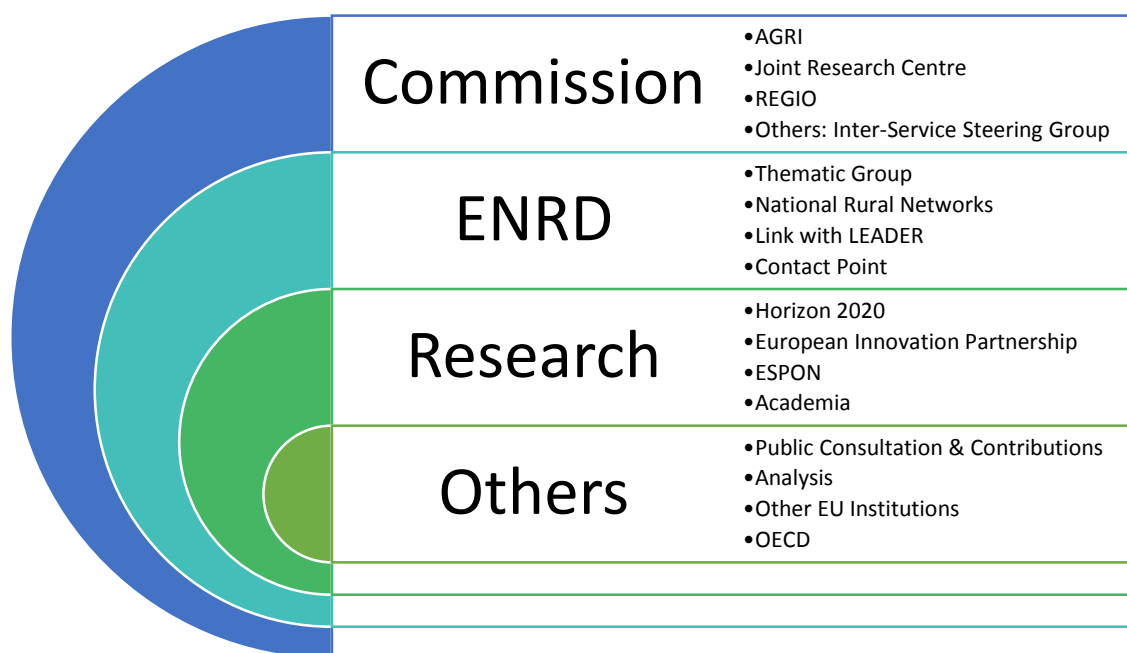 Commission
•AGRI
•Joint Research Centre
•REGIO
•Others: Inter-Service Steering Group
ENRD
•Thematic Group
•National Rural Networks
•Link with LEADER
•Contact Point
Research
•Horizon 2020
•European Innovation Partnership
•ESPON
•Academia
Others
•Public Consultation & Contributions
•Analysis
•Other EU Institutions
•OECD